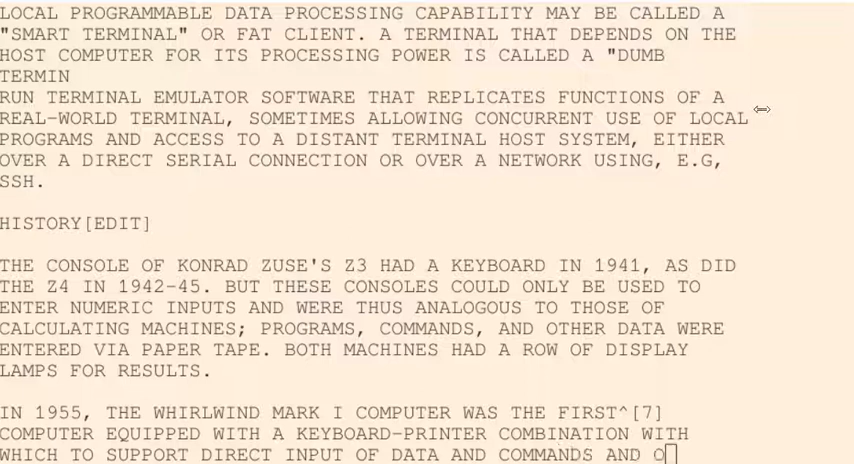 LOCAL PROGRAMMABLE DATA PROCESSING CAPABILITY MAY BE CALLED A
"SMART TERMINAL" OR FAT CLIENT. A TERMINAL THAT DEPENDS ON THE
HOST COMPUTER FOR ITS PROCESSING POWER IS CALLED A "DUMB
TERMIN
RUN TERMINAL EMULATOR SOFTWARE THAT REPLICATES FUNCTIONS OF A
REAL-WORLD TERMINAL, SOMETIMES ALLOWING CONCURRENT USE OF LOCAL
PROGRAMS AND ACCESS TO A DISTANT TERMINAL HOST SYSTEM, EITHER
OVER A DIRECT SERIAL CONNECTION OR OVER A NETWORK USING, E.G,
SSH.

HISTORY[EDIT]

THE CONSOLE OF KONRAD ZUSE'S Z3 HAD A KEYBOARD IN 1941, AS DID
THE Z4 IN 1942-45. BUT THESE CONSOLES COULD ONLY BE USED TO
ENTER NUMERIC INPUTS AND WERE THUS ANALOGOUS TO THOSE OF
CALCULATING MACHINES; PROGRAMS, COMMANDS, AND OTHER DATA WERE
ENTERED VIA PAPER TAPE. BOTH MACHINES HAD A ROW OF DISPLAY
LAMPS FOR RESULTS.

IN 1955, THE WHIRLWIND MARK I COMPUTER WAS THE FIRST^[7]
COMPUTER EQUIPPED WITH A KEYBOARD-PRINTER COMBINATION WITH
WHICH TO SUPPORT DIRECT INPUT OF DATA AND COMMANDS AND O